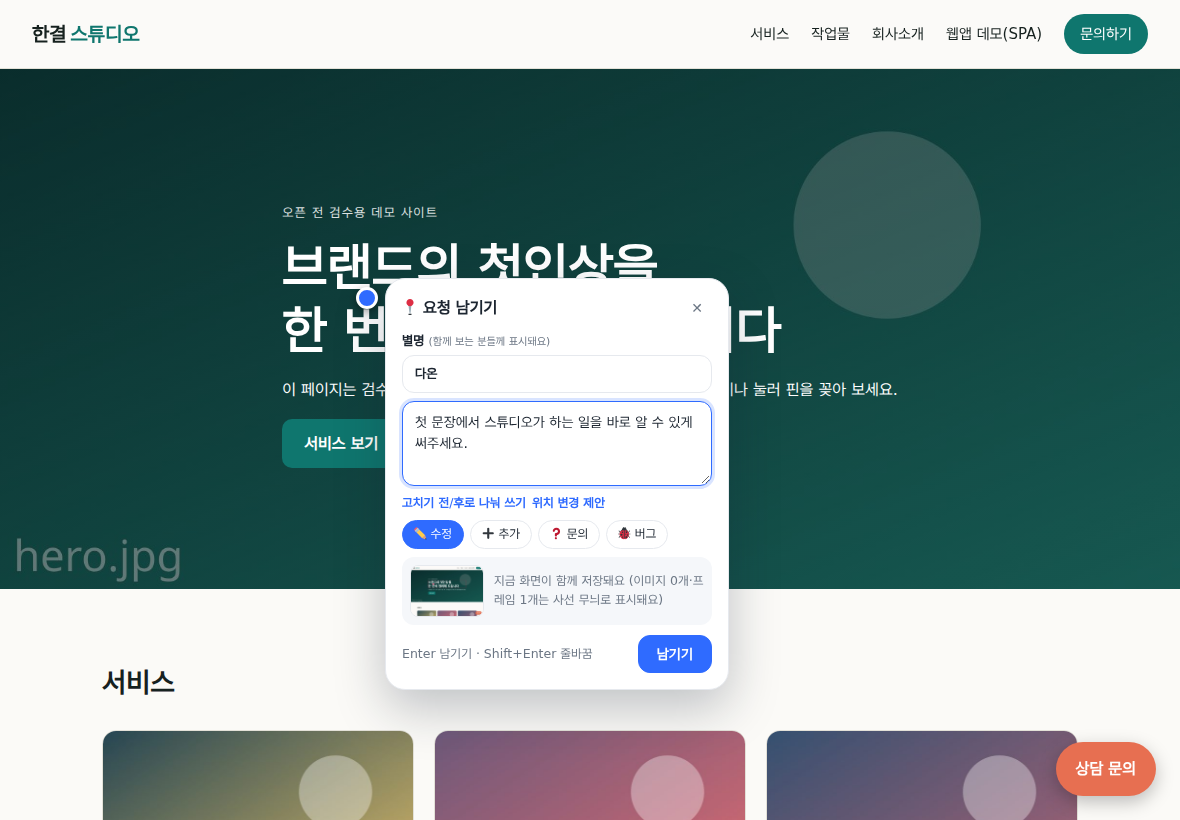 한결 스튜디오
서비스 작업물 회사소개 웹앱 데모(SPA) 문의하기
오픈 전 검수용 데모 사이트
브랜드의 첫인상을
한 번
다
이 페이지는 검수
나 눌러 핀을 꽂아 보세요.
서비스 보기
hero.jpg
📍 요청 남기기 ✕
별명 (함께 보는 분들께 표시돼요)
다온
첫 문장에서 스튜디오가 하는 일을 바로 알 수 있게
써주세요.
고치기 전/후로 나눠 쓰기 위치 변경 제안
✏️ 수정 ➕ 추가 ❓ 문의 🐞 버그
지금 화면이 함께 저장돼요 (이미지 0개·프
레임 1개는 사선 무늬로 표시돼요)
Enter 남기기 · Shift+Enter 줄바꿈 남기기
서비스
상담 문의